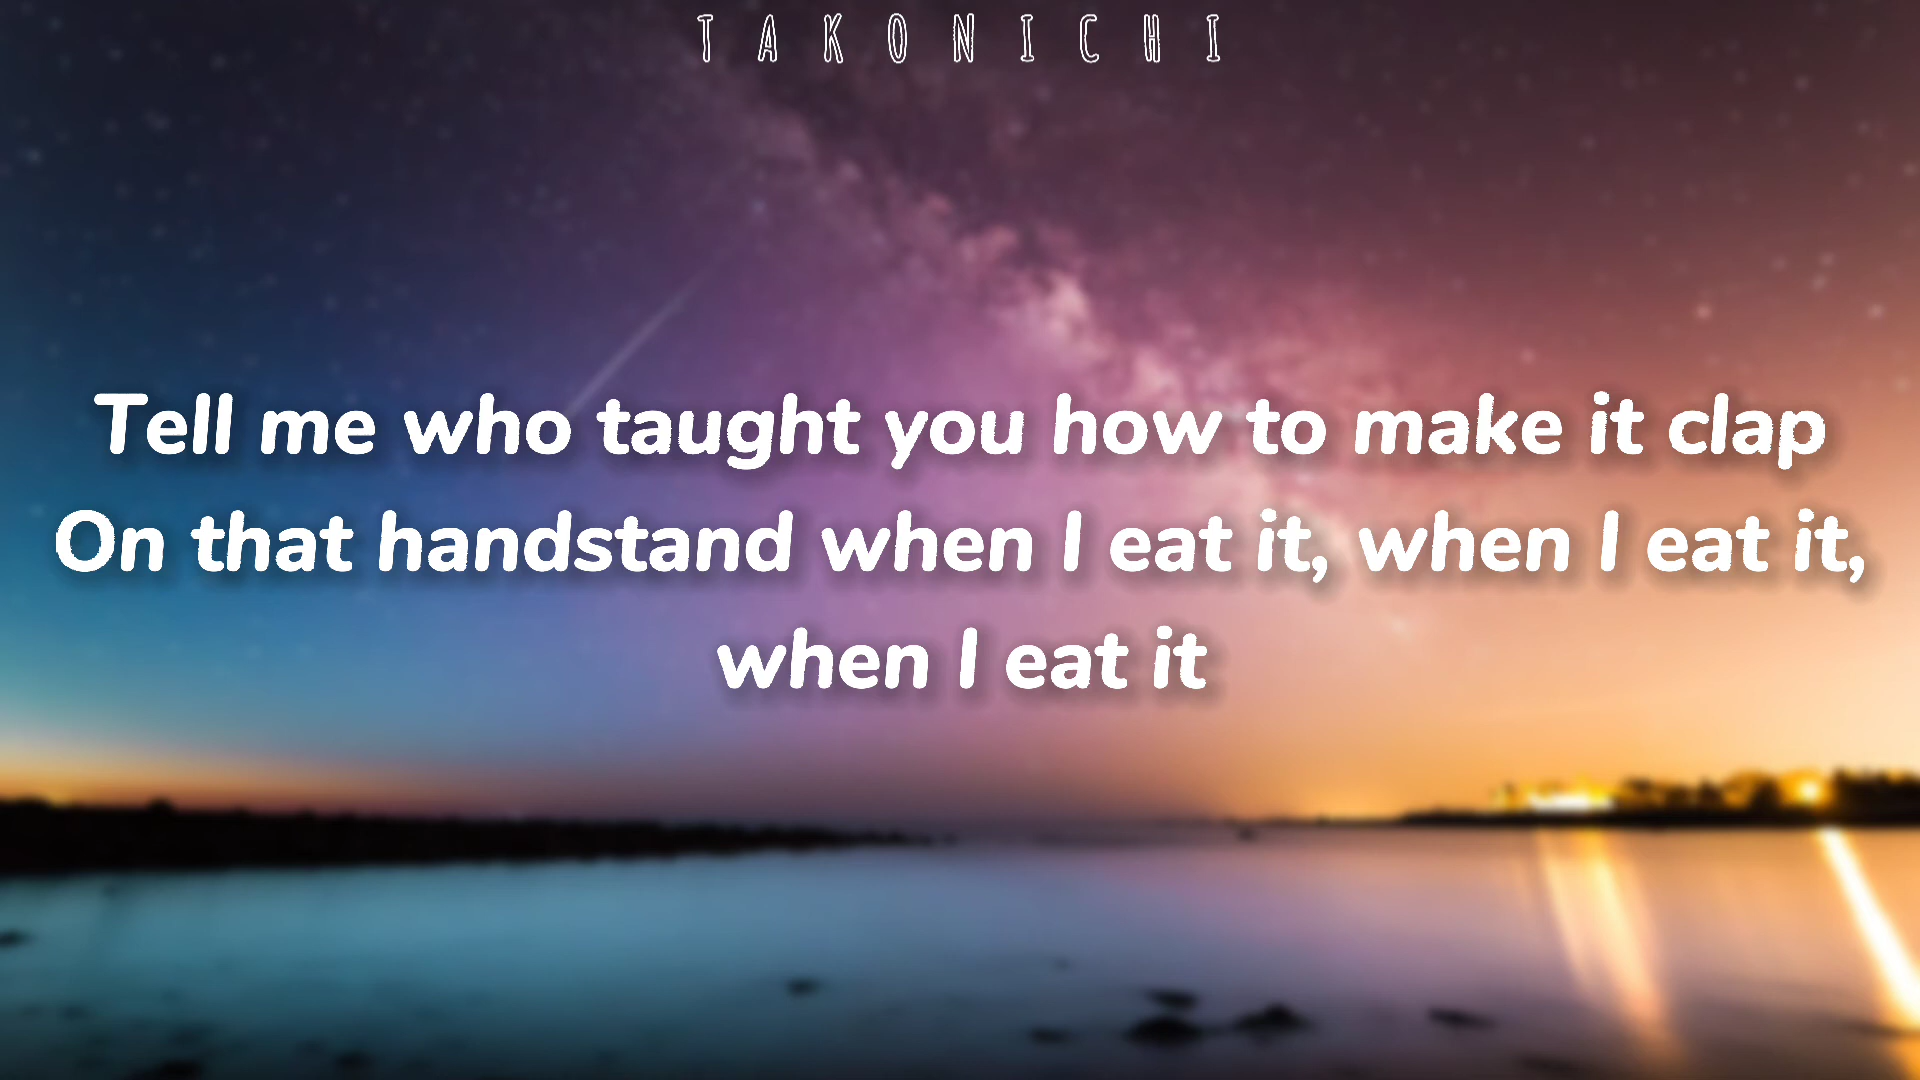 TAKONICHI
Tell me who taught you how to make it clap
On that handstand when I eat it, when I eat it,
when I eat it